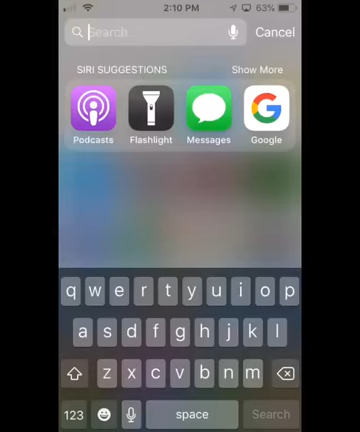 2:10 PM 63%
Search Cancel
SIRI SUGGESTIONS Show More
Podcasts Flashlight Messages Google
q w e r t y u i o p
a s d f g h j k l
z x c v b n m
123 space Search